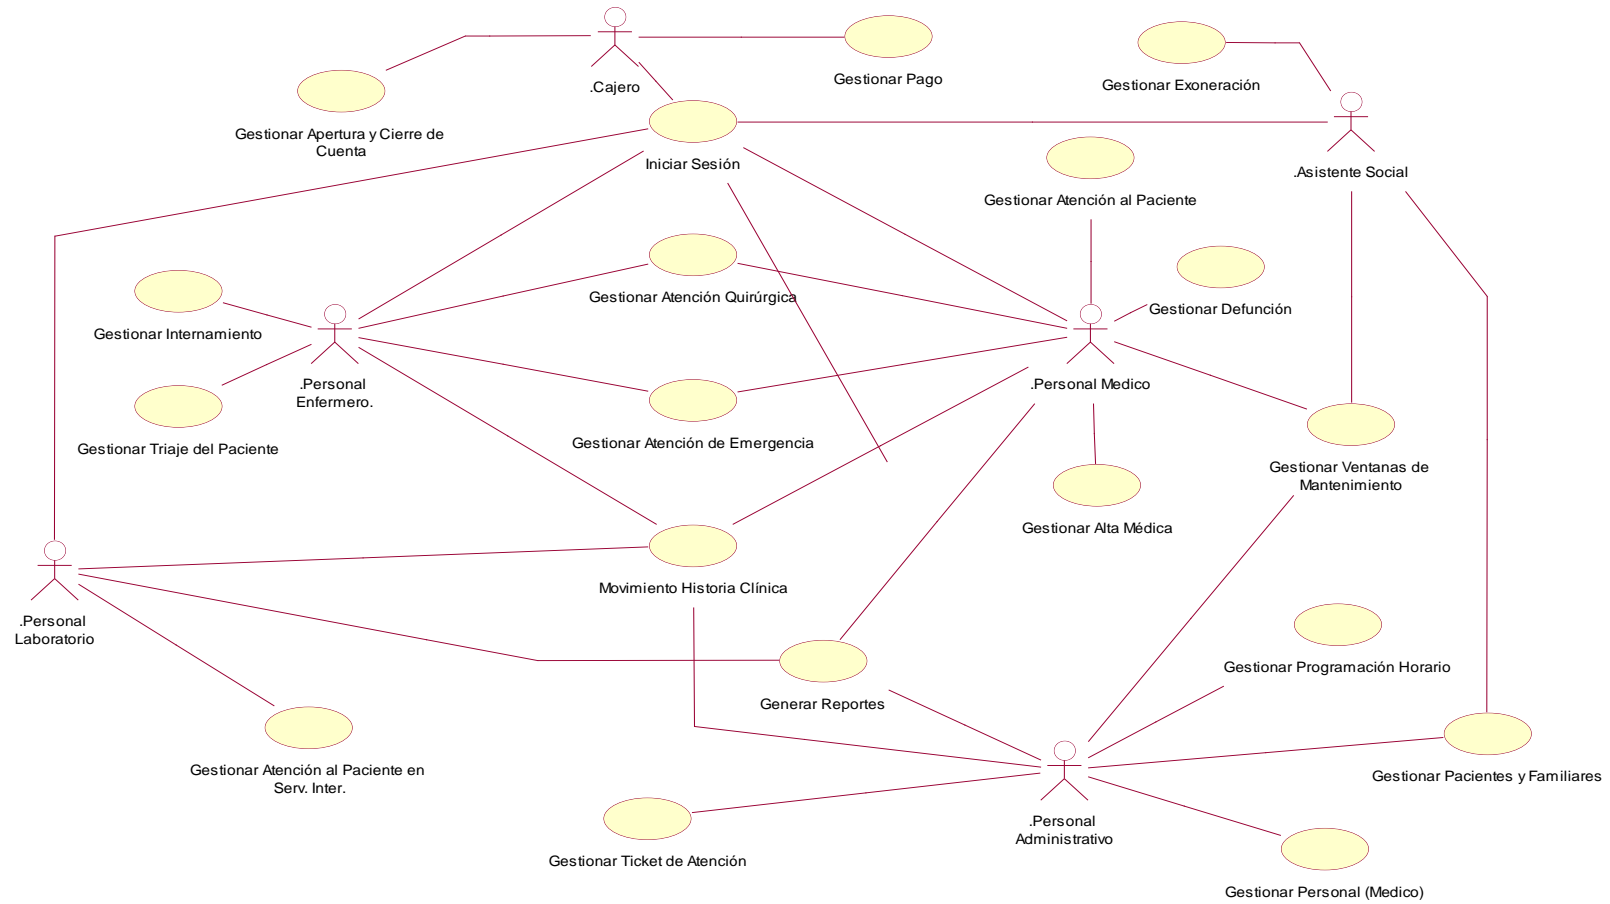 Gestionar Pago
Gestionar Exoneración
.Cajero
Gestionar Apertura y Cierre de
Cuenta
Iniciar Sesión
.Asistente Social
Gestionar Atención al Paciente
Gestionar Atención Quirúrgica
Gestionar Defunción
Gestionar Internamiento
.Personal
Enfermero.
.Personal Medico
Gestionar Triaje del Paciente
Gestionar Atención de Emergencia
Gestionar Ventanas de
Mantenimiento
Gestionar Alta Médica
Movimiento Historia Clínica
.Personal
Laboratorio
Gestionar Programación Horario
Generar Reportes
Gestionar Atención al Paciente en
Serv. Inter.
Gestionar Pacientes y Familiares
.Personal
Administrativo
Gestionar Ticket de Atención
Gestionar Personal (Medico)